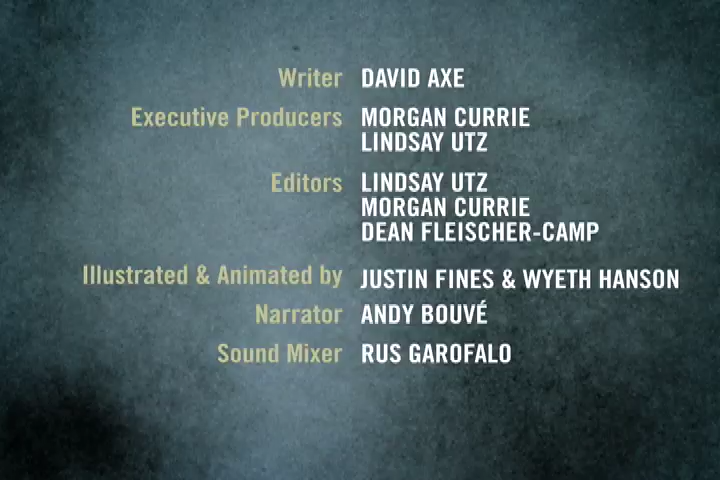 Writer DAVID AXE
Executive Producers MORGAN CURRIE
LINDSAY UTZ
Editors LINDSAY UTZ
MORGAN CURRIE
DEAN FLEISCHER-CAMP
Illustrated & Animated by JUSTIN FINES & WYETH HANSON
Narrator ANDY BOUVÉ
Sound Mixer RUS GAROFALO